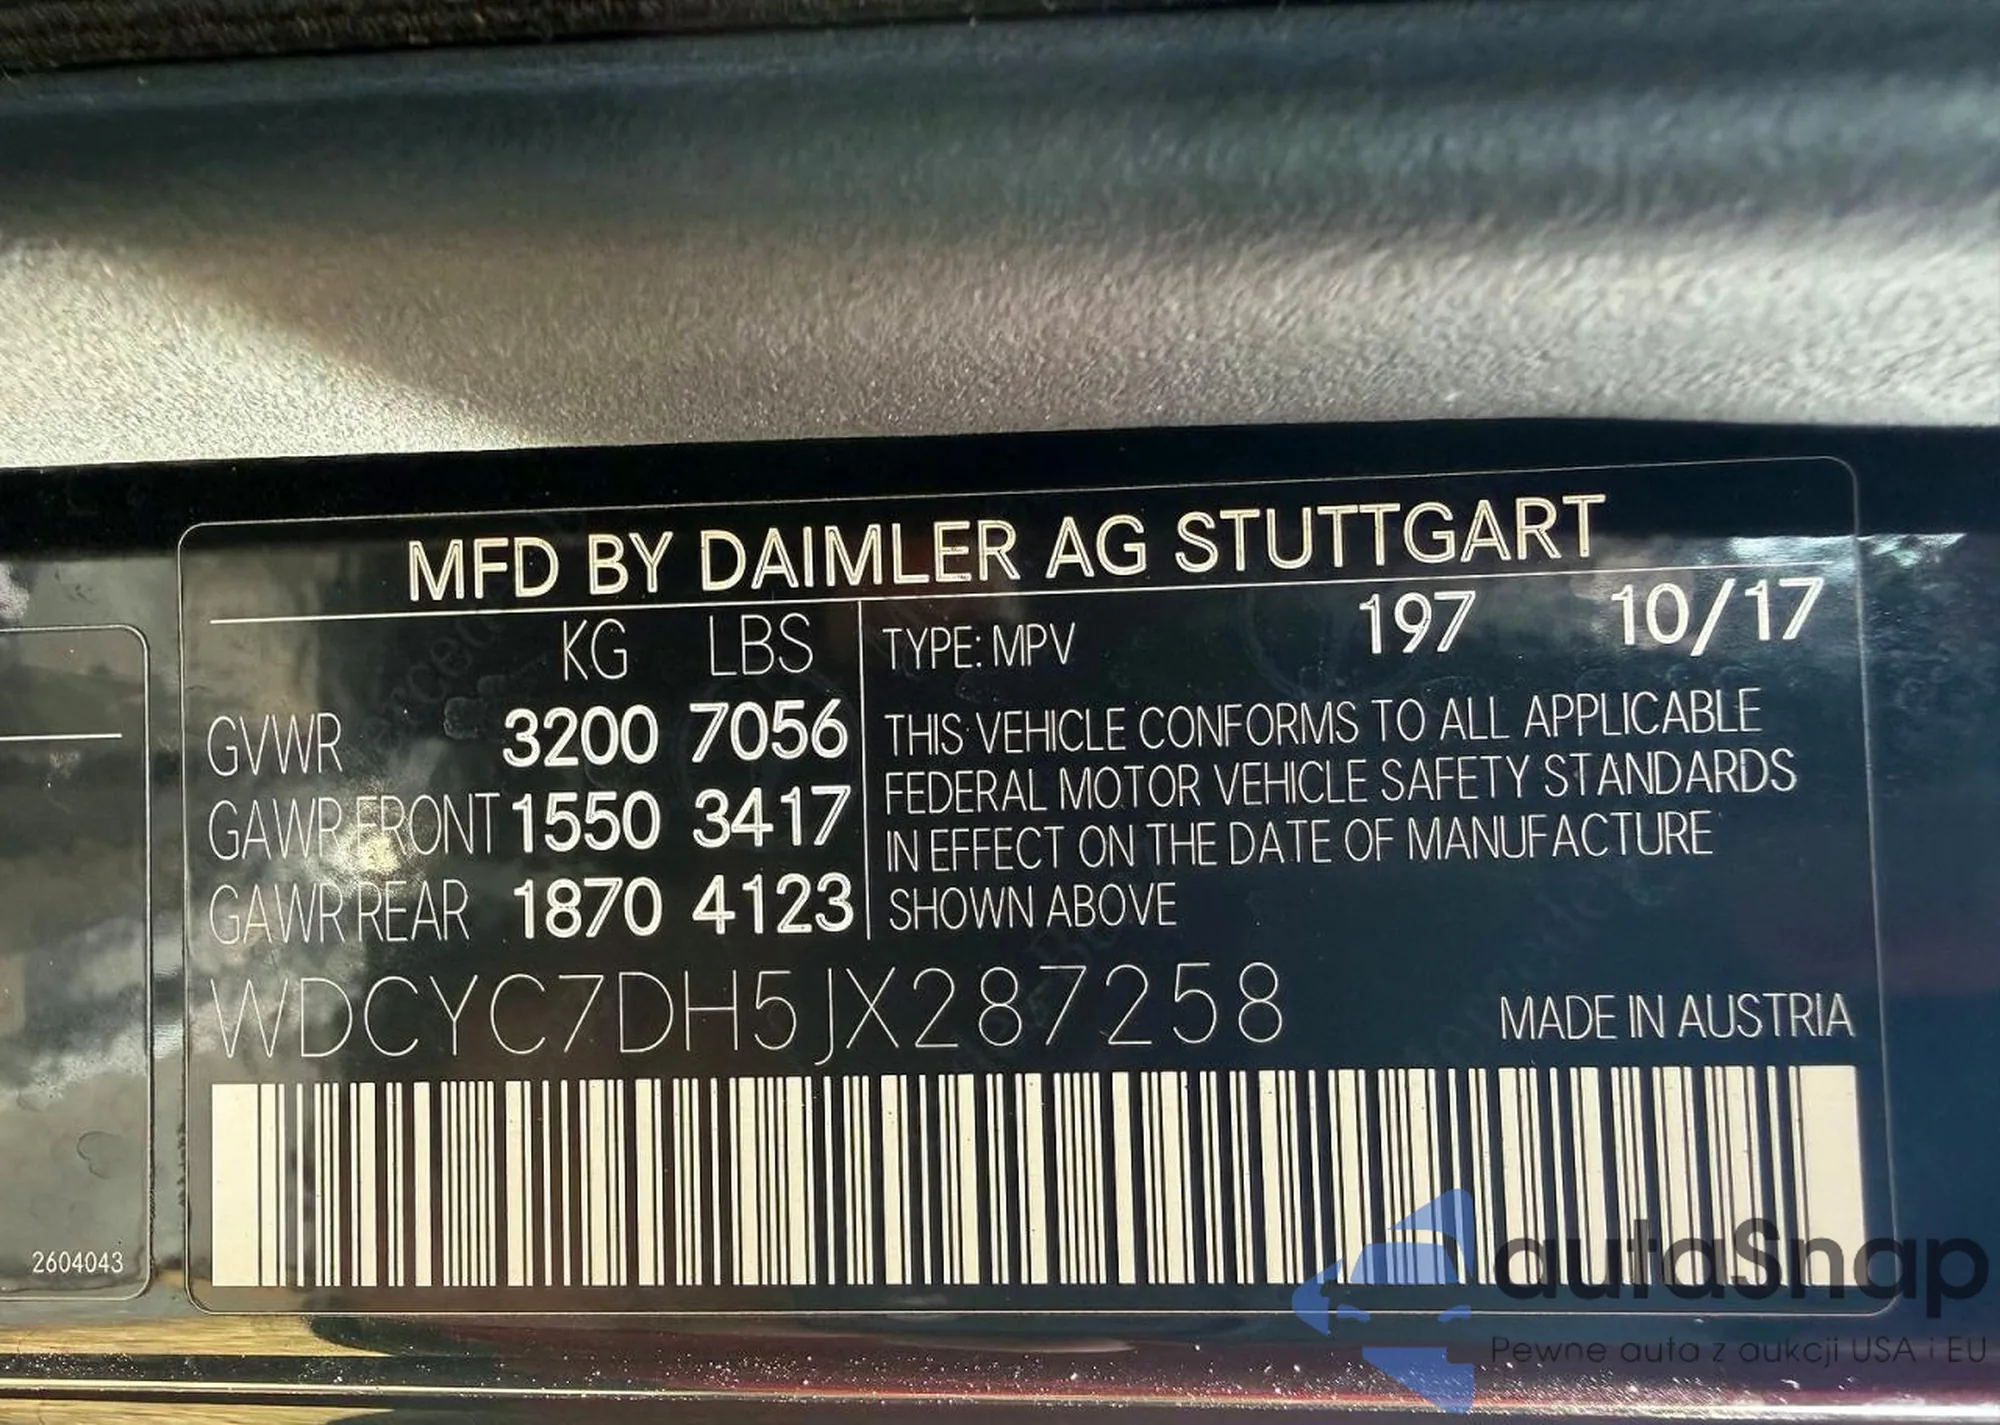 MFD BY DAIMLER AG STUTTGART
KG LBS
GVWR 3200 7056
GAWR FRONT 1550 3417
GAWR REAR 1870 4123
TYPE: MPV 197 10/17
THIS VEHICLE CONFORMS TO ALL APPLICABLE
FEDERAL MOTOR VEHICLE SAFETY STANDARDS
IN EFFECT ON THE DATE OF MANUFACTURE
SHOWN ABOVE
WDCYC7DH5JX287258
MADE IN AUSTRIA
2604043
autaSnap
Pewne auta z aukcji USA i EU